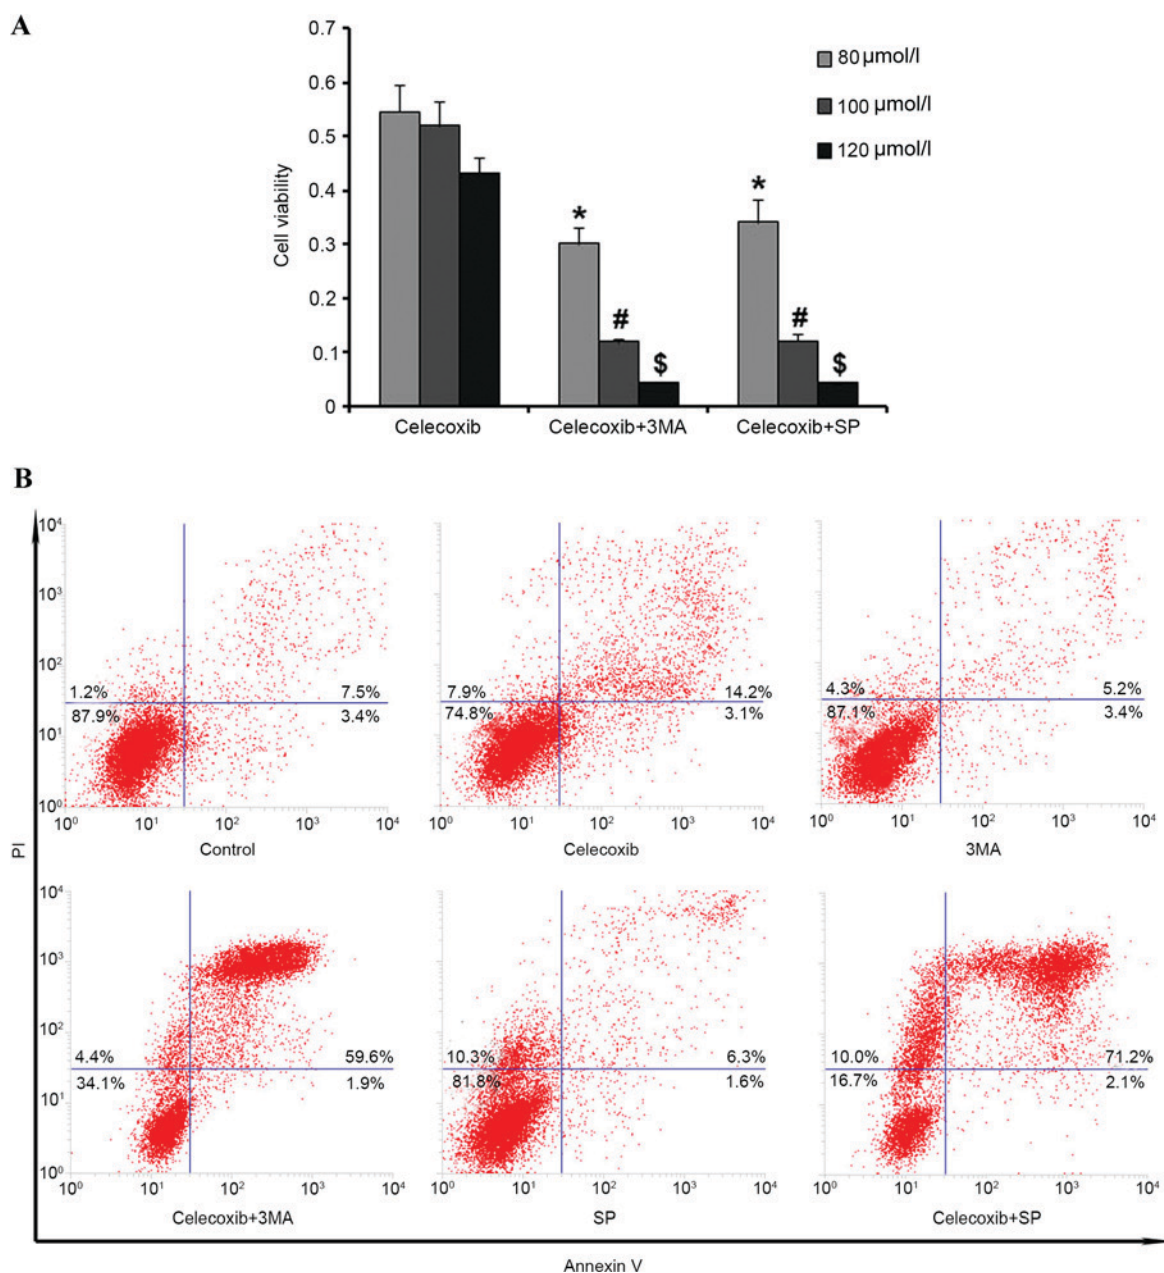 A
0.7
0.6
0.5
0.4
0.3
0.2
0.1
0
Cell viability
80 µmol/l
100 µmol/l
120 µmol/l
*
#
$
*
#
$
Celecoxib Celecoxib+3MA Celecoxib+SP
B
PI
10⁴
10³
10²
10¹
10⁰
1.2% 7.5%
87.9% 3.4%
10⁰ 10¹ 10² 10³ 10⁴
Control
7.9% 14.2%
74.8% 3.1%
10⁰ 10¹ 10² 10³ 10⁴
Celecoxib
4.3% 5.2%
87.1% 3.4%
10⁰ 10¹ 10² 10³ 10⁴
3MA
10⁴
10³
10²
10¹
10⁰
4.4% 59.6%
34.1% 1.9%
10⁰ 10¹ 10² 10³ 10⁴
Celecoxib+3MA
10.3% 6.3%
81.8% 1.6%
10⁰ 10¹ 10² 10³ 10⁴
SP
10.0% 71.2%
16.7% 2.1%
10⁰ 10¹ 10² 10³ 10⁴
Celecoxib+SP
Annexin V